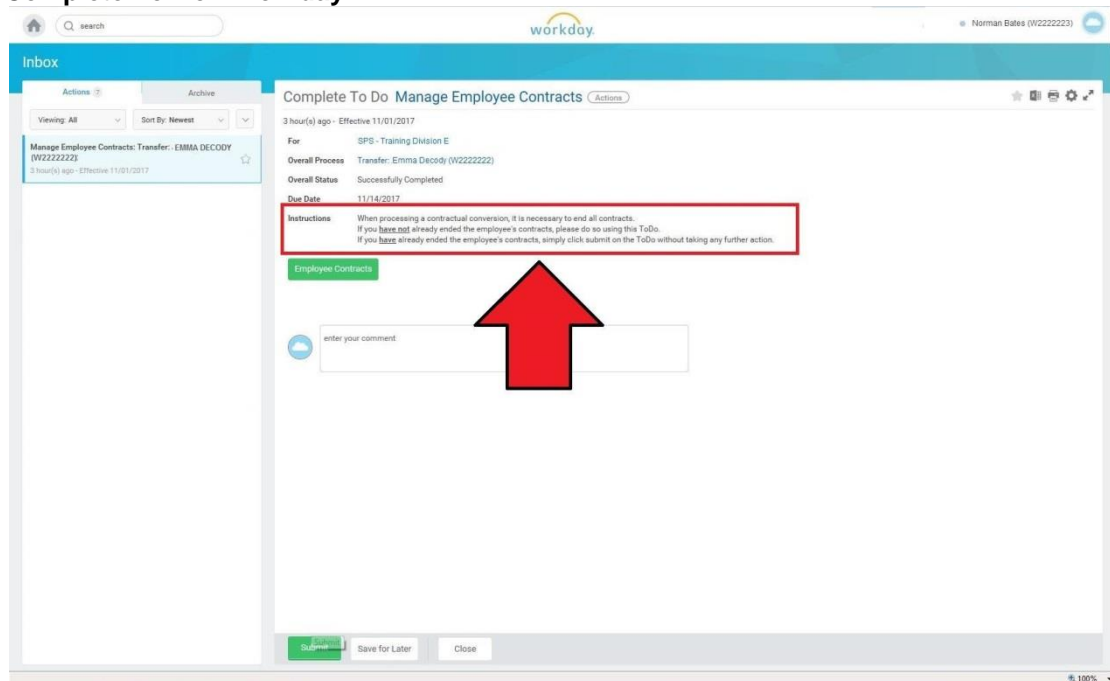 search
workday.
Norman Bates (W2222223)
Inbox
Actions
Archive
Viewing: All
Sort By: Newest
Manage Employee Contracts: Transfer: - EMMA DECODY
(W2222222)
3 hour(s) ago - Effective 11/01/2017
Complete To Do Manage Employee Contracts Actions
3 hour(s) ago - Effective 11/01/2017
For SPS - Training Division E
Overall Process Transfer: Emma Decody (W2222222)
Overall Status Successfully Completed
Due Date 11/14/2017
Instructions When processing a contractual conversion, it is necessary to end all contracts.
If you have not already ended the employee's contracts, please do so using this ToDo.
If you have already ended the employee's contracts, simply click submit on the ToDo without taking any further action.
Employee Contracts
enter your comment
Submit
Save for Later
Close
100%